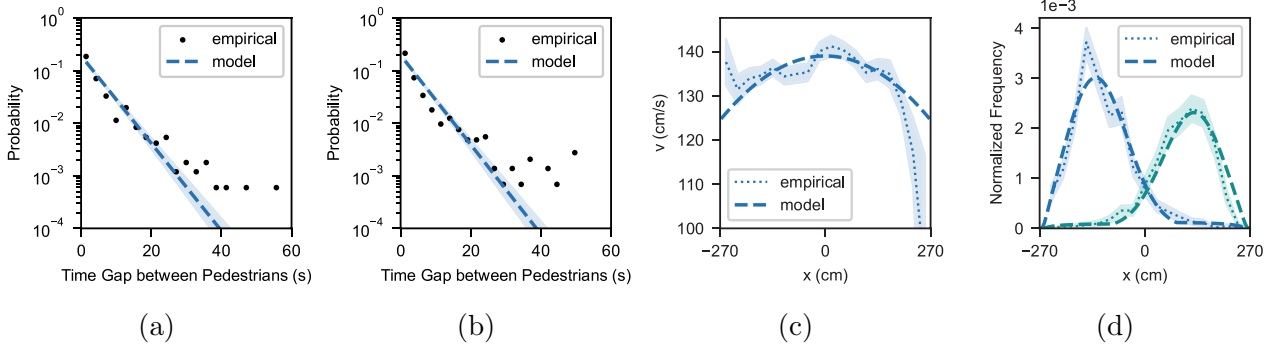 10^0
10^-1
10^-2
10^-3
10^-4
Probability
0 20 40 60
Time Gap between Pedestrians (s)
empirical
model
(a)
10^0
10^-1
10^-2
10^-3
10^-4
Probability
0 20 40 60
Time Gap between Pedestrians (s)
empirical
model
(b)
140
130
120
110
100
v (cm/s)
−270 0 270
x (cm)
empirical
model
(c)
1e−3
4
3
2
1
0
Normalized Frequency
−270 0 270
x (cm)
empirical
model
(d)